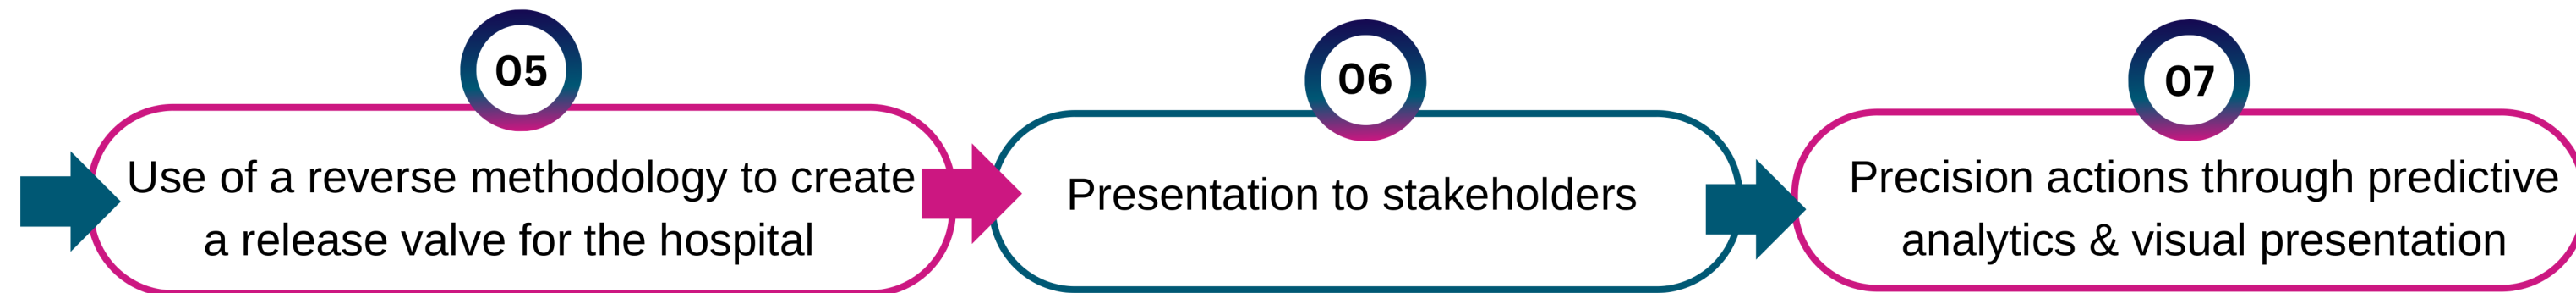 05
Use of a reverse methodology to create
a release valve for the hospital
06
Presentation to stakeholders
07
Precision actions through predictive
analytics & visual presentation